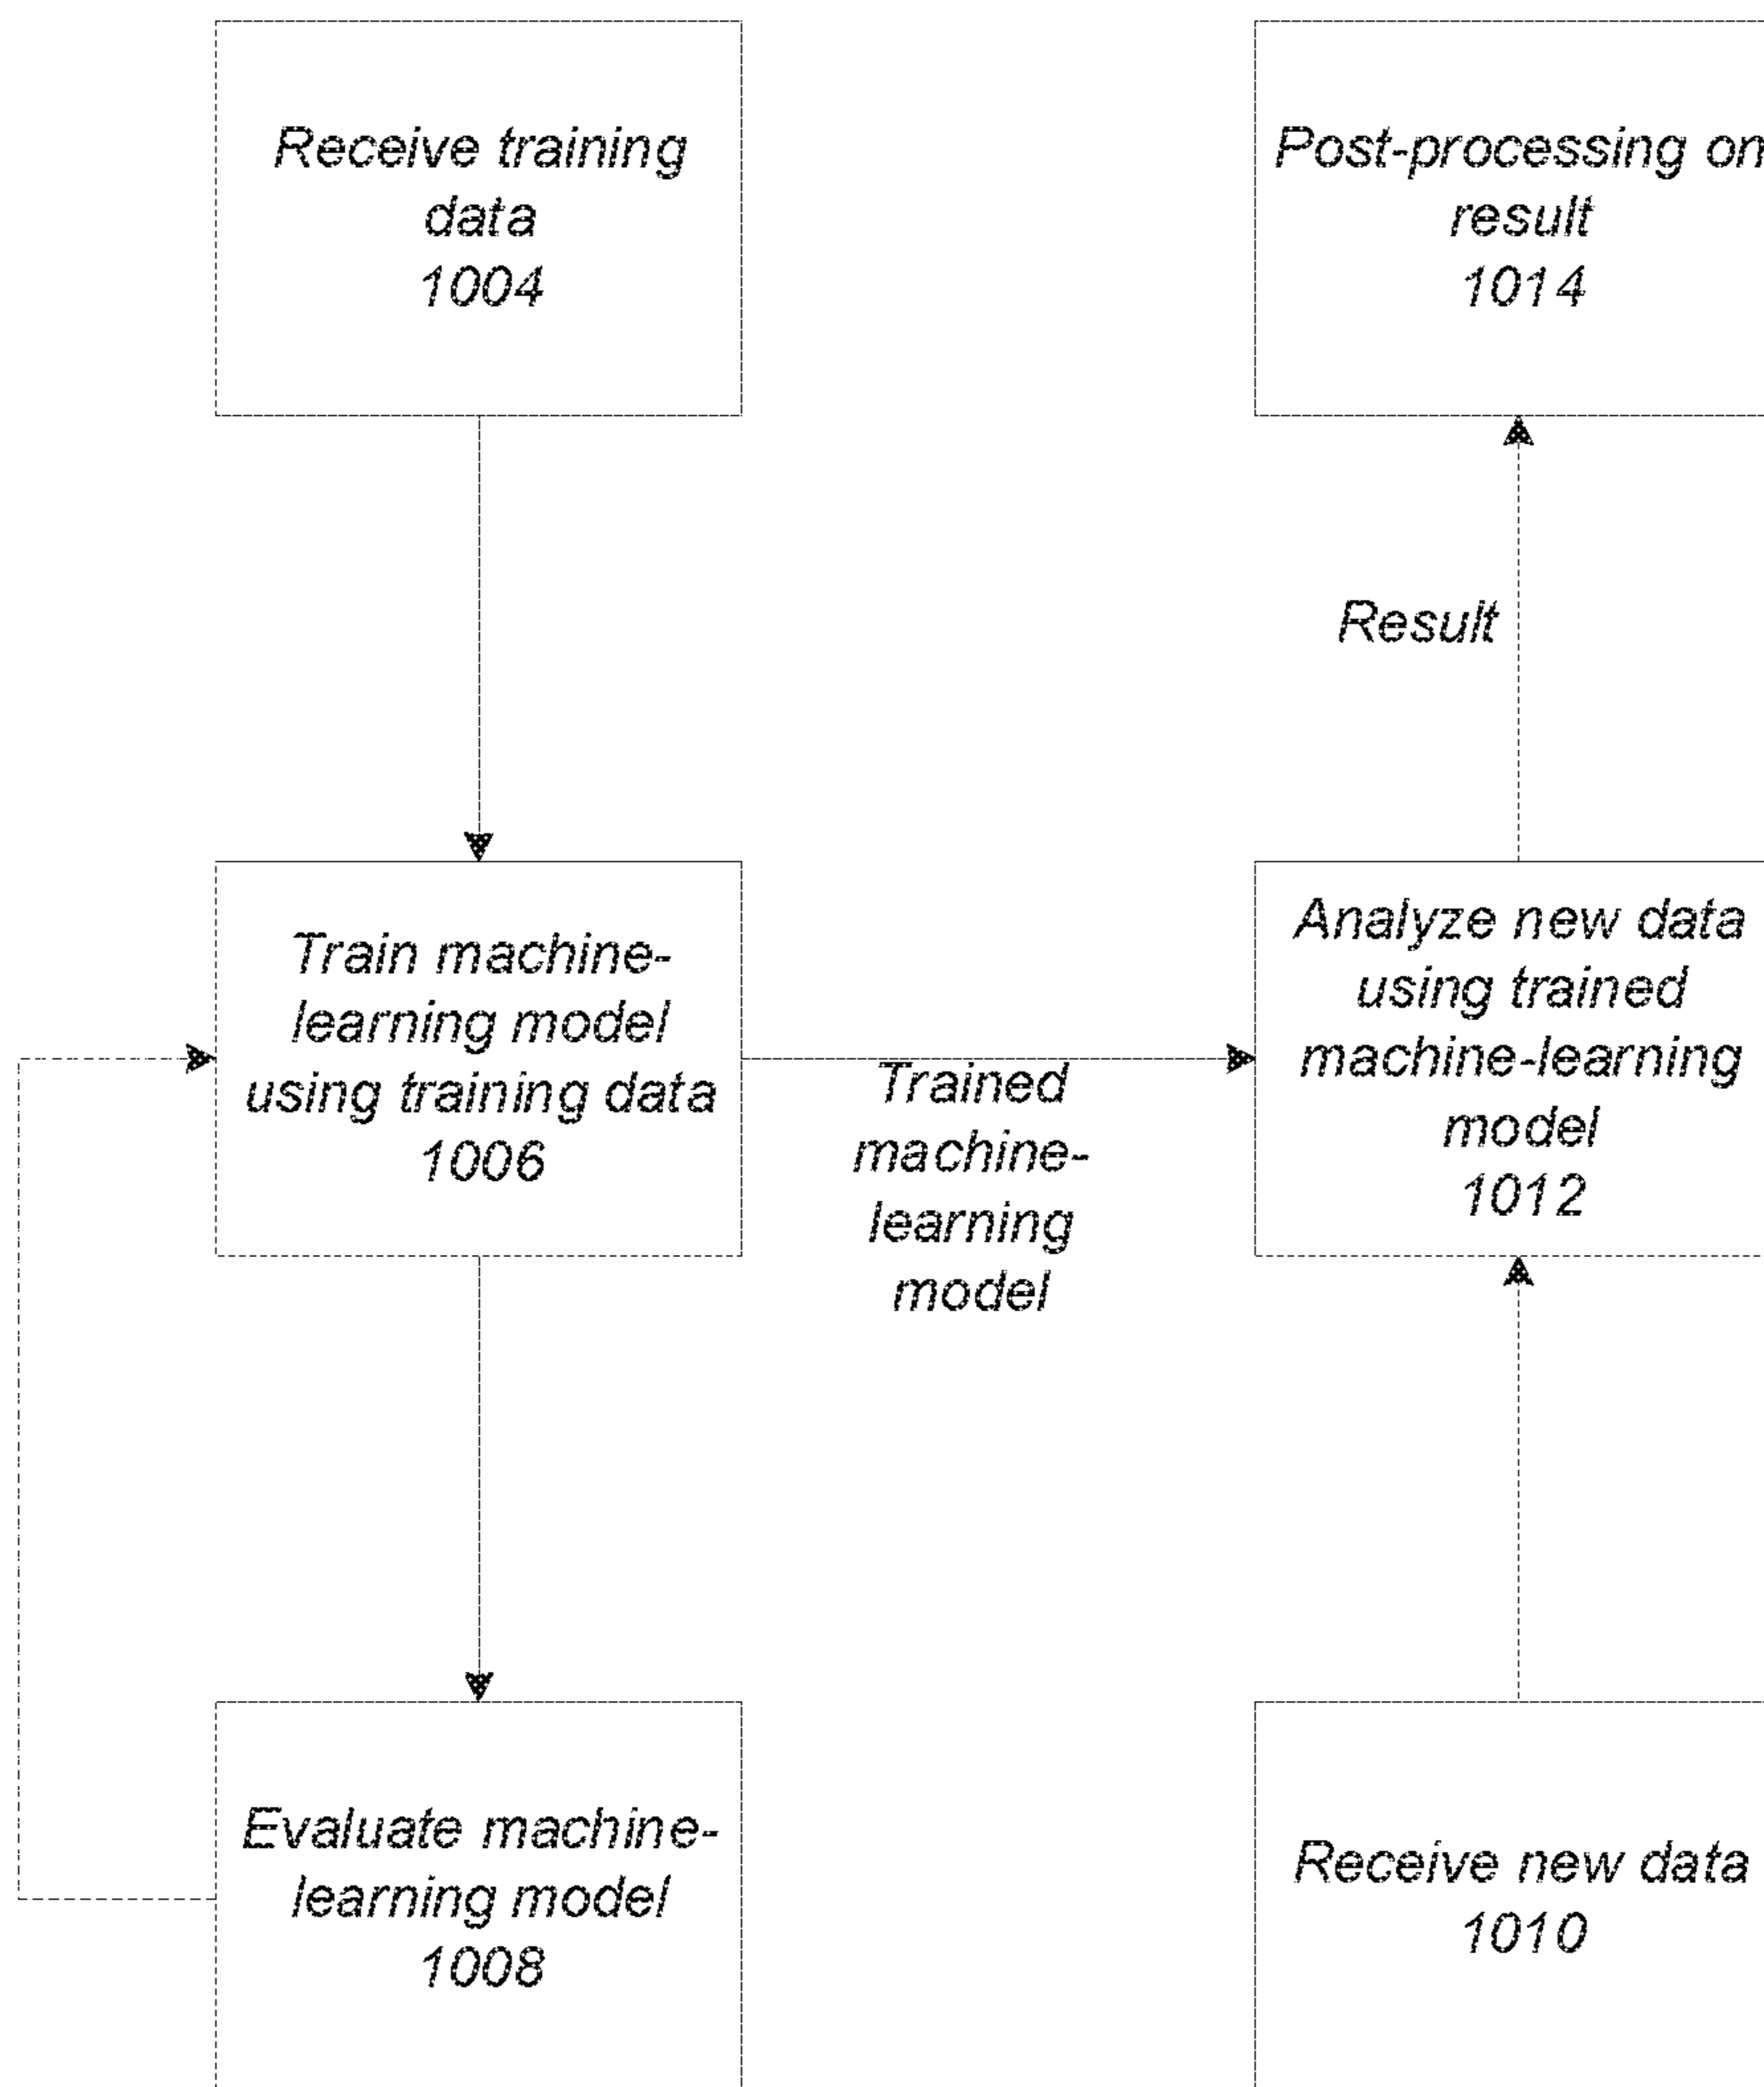 Receive training
data
1004
Train machine-
learning model
using training data
1006
Evaluate machine-
learning model
1008
Trained
machine-
learning
model
Post-processing on
result
1014
Result
Analyze new data
using trained
machine-learning
model
1012
Receive new data
1010